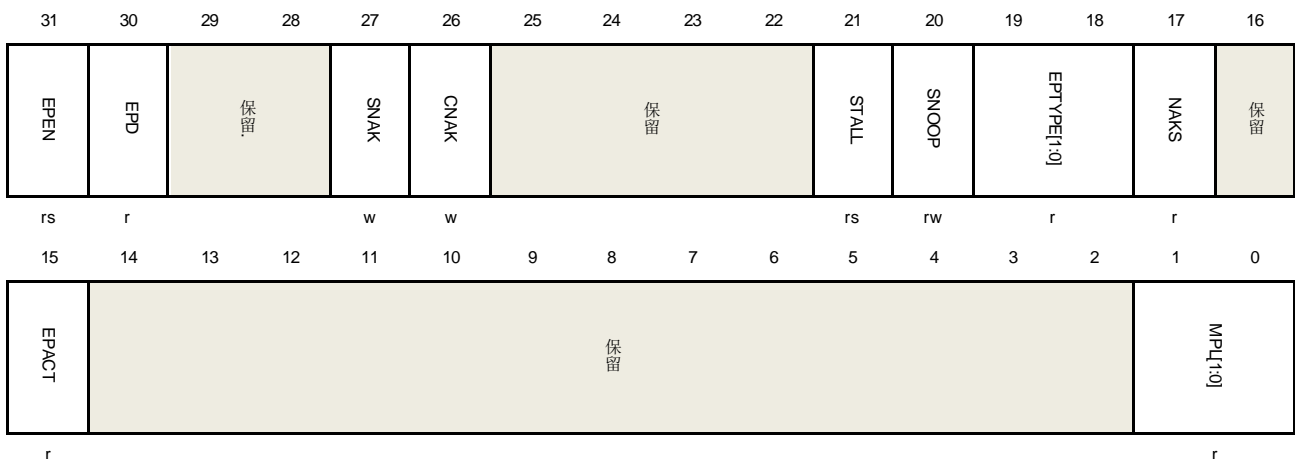 31 30 29 28 27 26 25 24 23 22 21 20 19 18 17 16
EPEN EPD 保留. SNAK CNAK 保留 STALL SNOOP EPTYPE[1:0] NAKS 保留
rs r w w rs rw r r
15 14 13 12 11 10 9 8 7 6 5 4 3 2 1 0
EPACT 保留 MPL[1:0]
r r